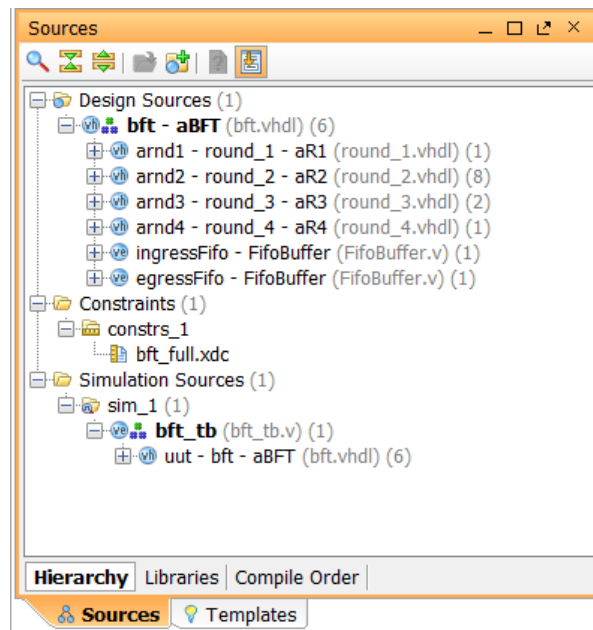 Sources
Design Sources (1)
bft - aBFT (bft.vhdl) (6)
arnd1 - round_1 - aR1 (round_1.vhdl) (1)
arnd2 - round_2 - aR2 (round_2.vhdl) (8)
arnd3 - round_3 - aR3 (round_3.vhdl) (2)
arnd4 - round_4 - aR4 (round_4.vhdl) (1)
ingressFifo - FifoBuffer (FifoBuffer.v) (1)
egressFifo - FifoBuffer (FifoBuffer.v) (1)
Constraints (1)
constrs_1
bft_full.xdc
Simulation Sources (1)
sim_1 (1)
bft_tb (bft_tb.v) (1)
uut - bft - aBFT (bft.vhdl) (6)
Hierarchy Libraries Compile Order
Sources Templates